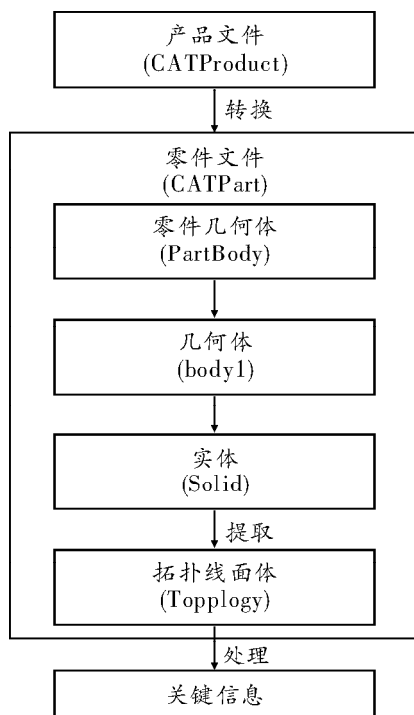 产品文件
(CATProduct)
转换
零件文件
(CATPart)
零件几何体
(PartBody)
几何体
(body1)
实体
(Solid)
提取
拓扑线面体
(Topplogy)
处理
关键信息